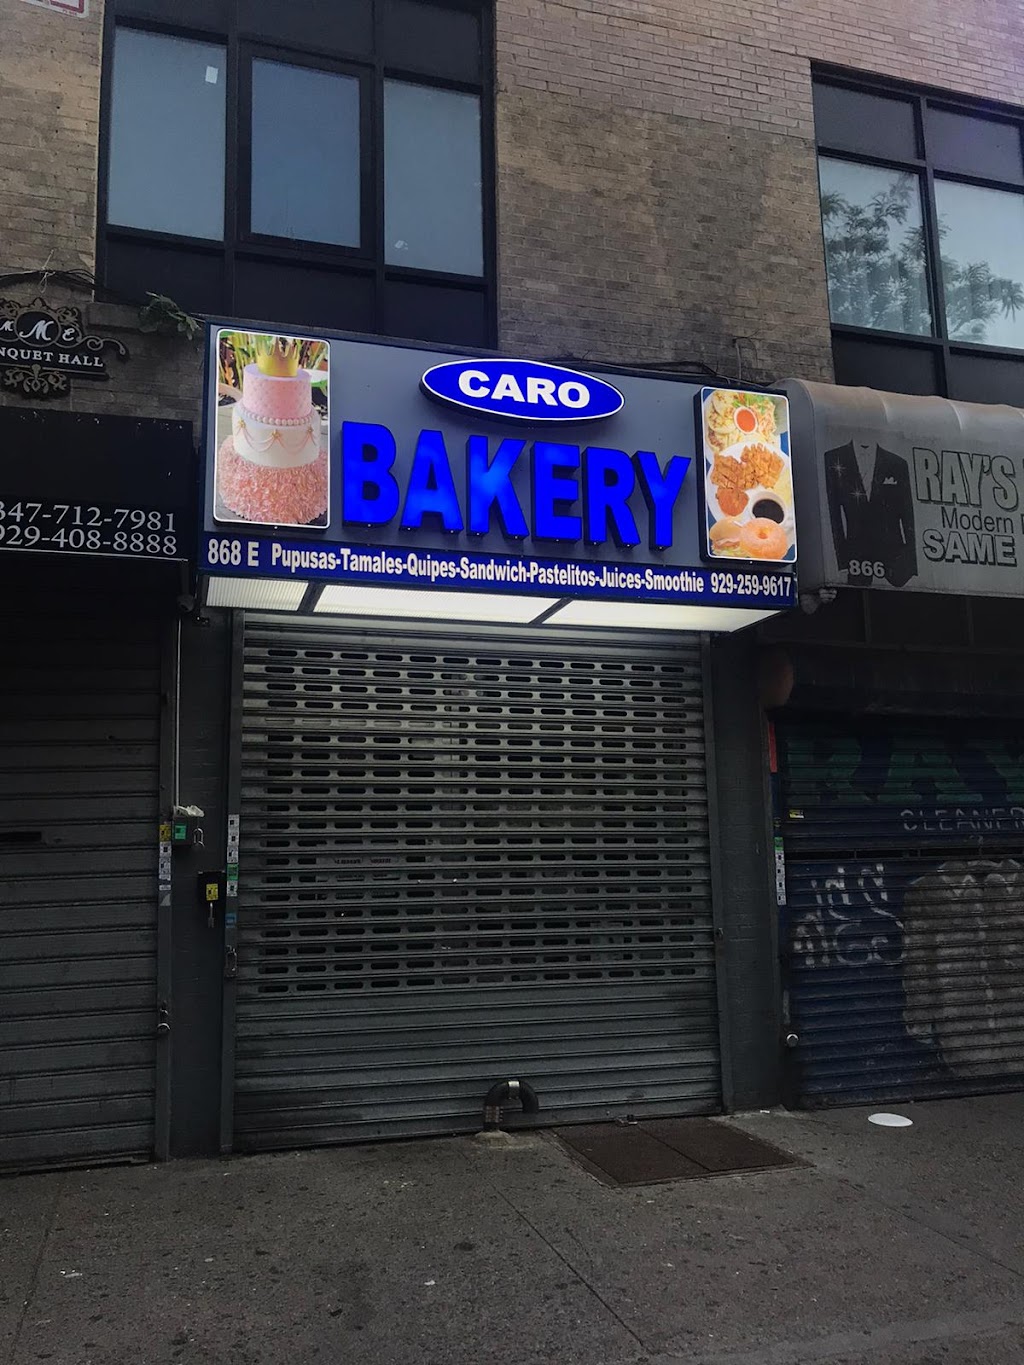 M M E
NQUET HALL
347-712-7981
929-408-8888
CARO
BAKERY
868 E Pupusas-Tamales-Quipes-Sandwich-Pastelitos-Juices-Smoothie 929-259-9617
RAY'S
Modern
SAME
866
CLEANER